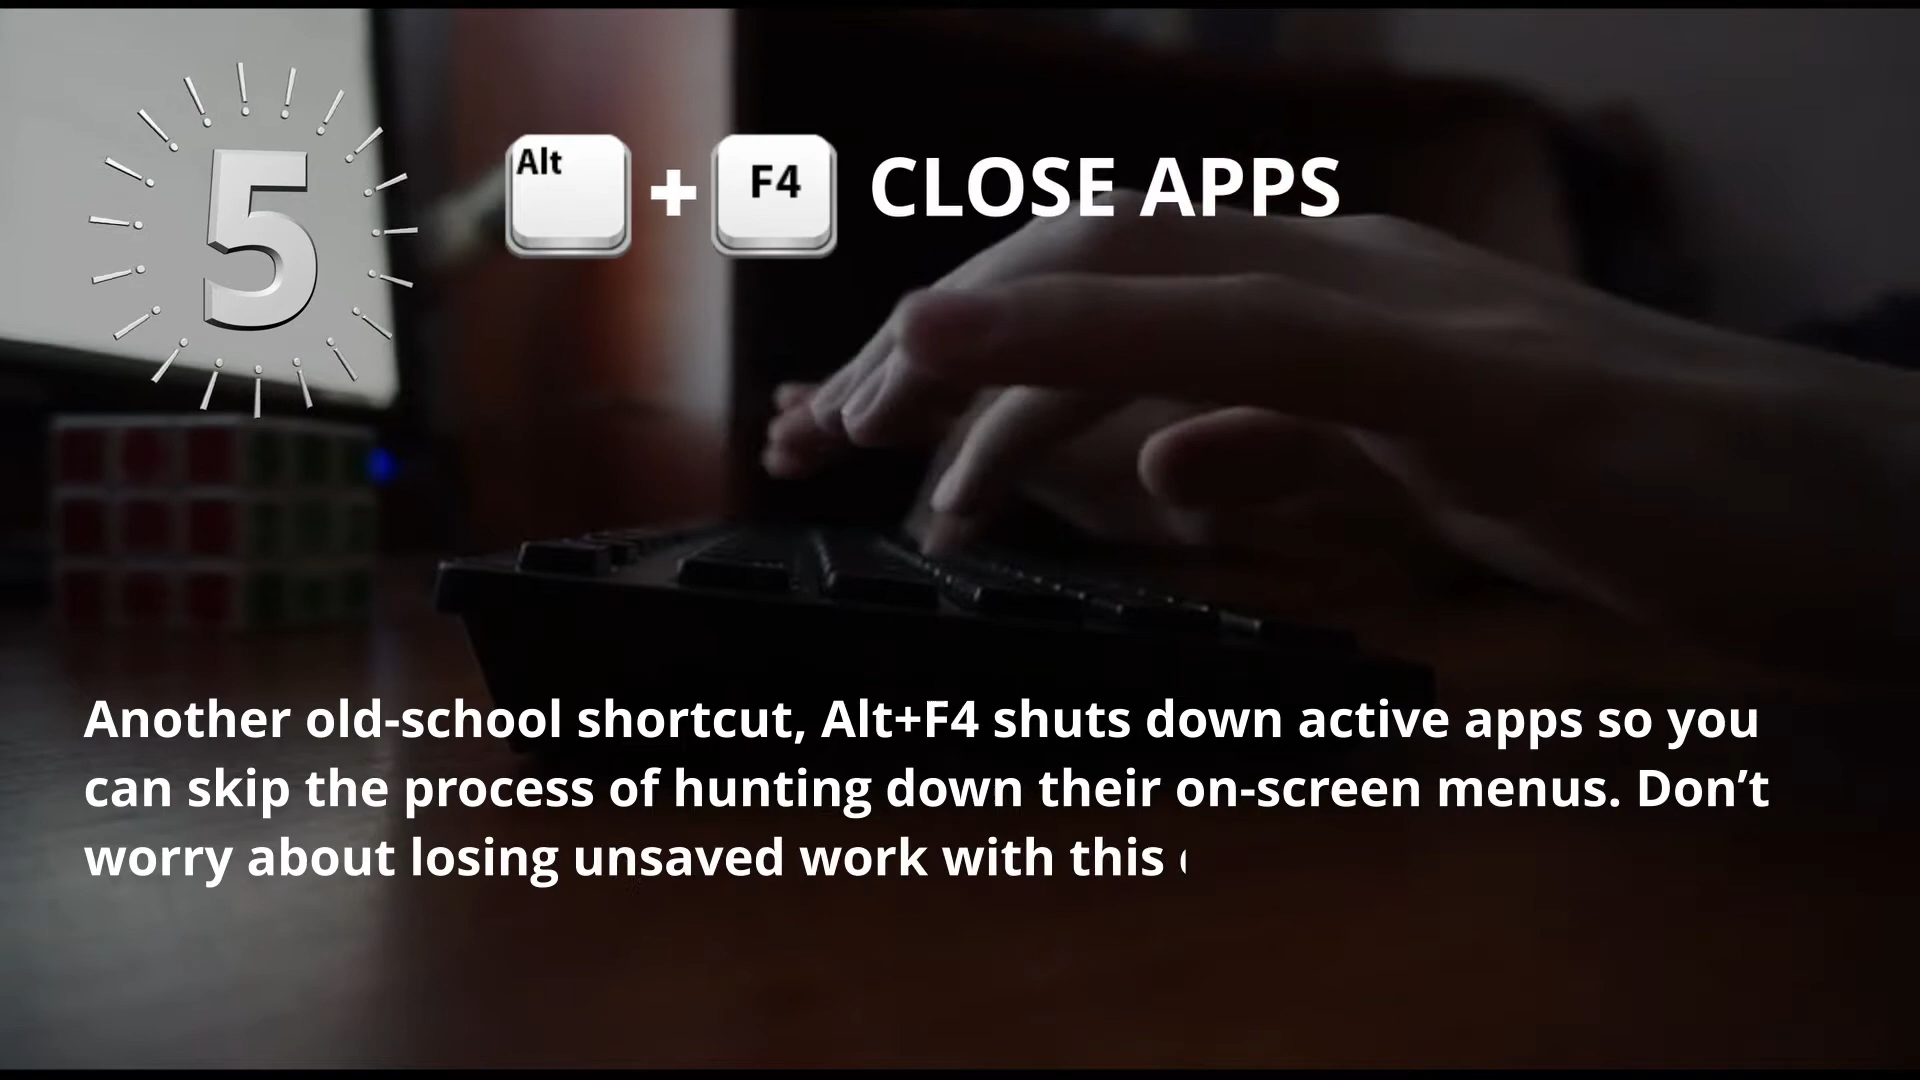 5
Alt + F4 CLOSE APPS
Another old-school shortcut, Alt+F4 shuts down active apps so you
can skip the process of hunting down their on-screen menus. Don’t
worry about losing unsaved work with this